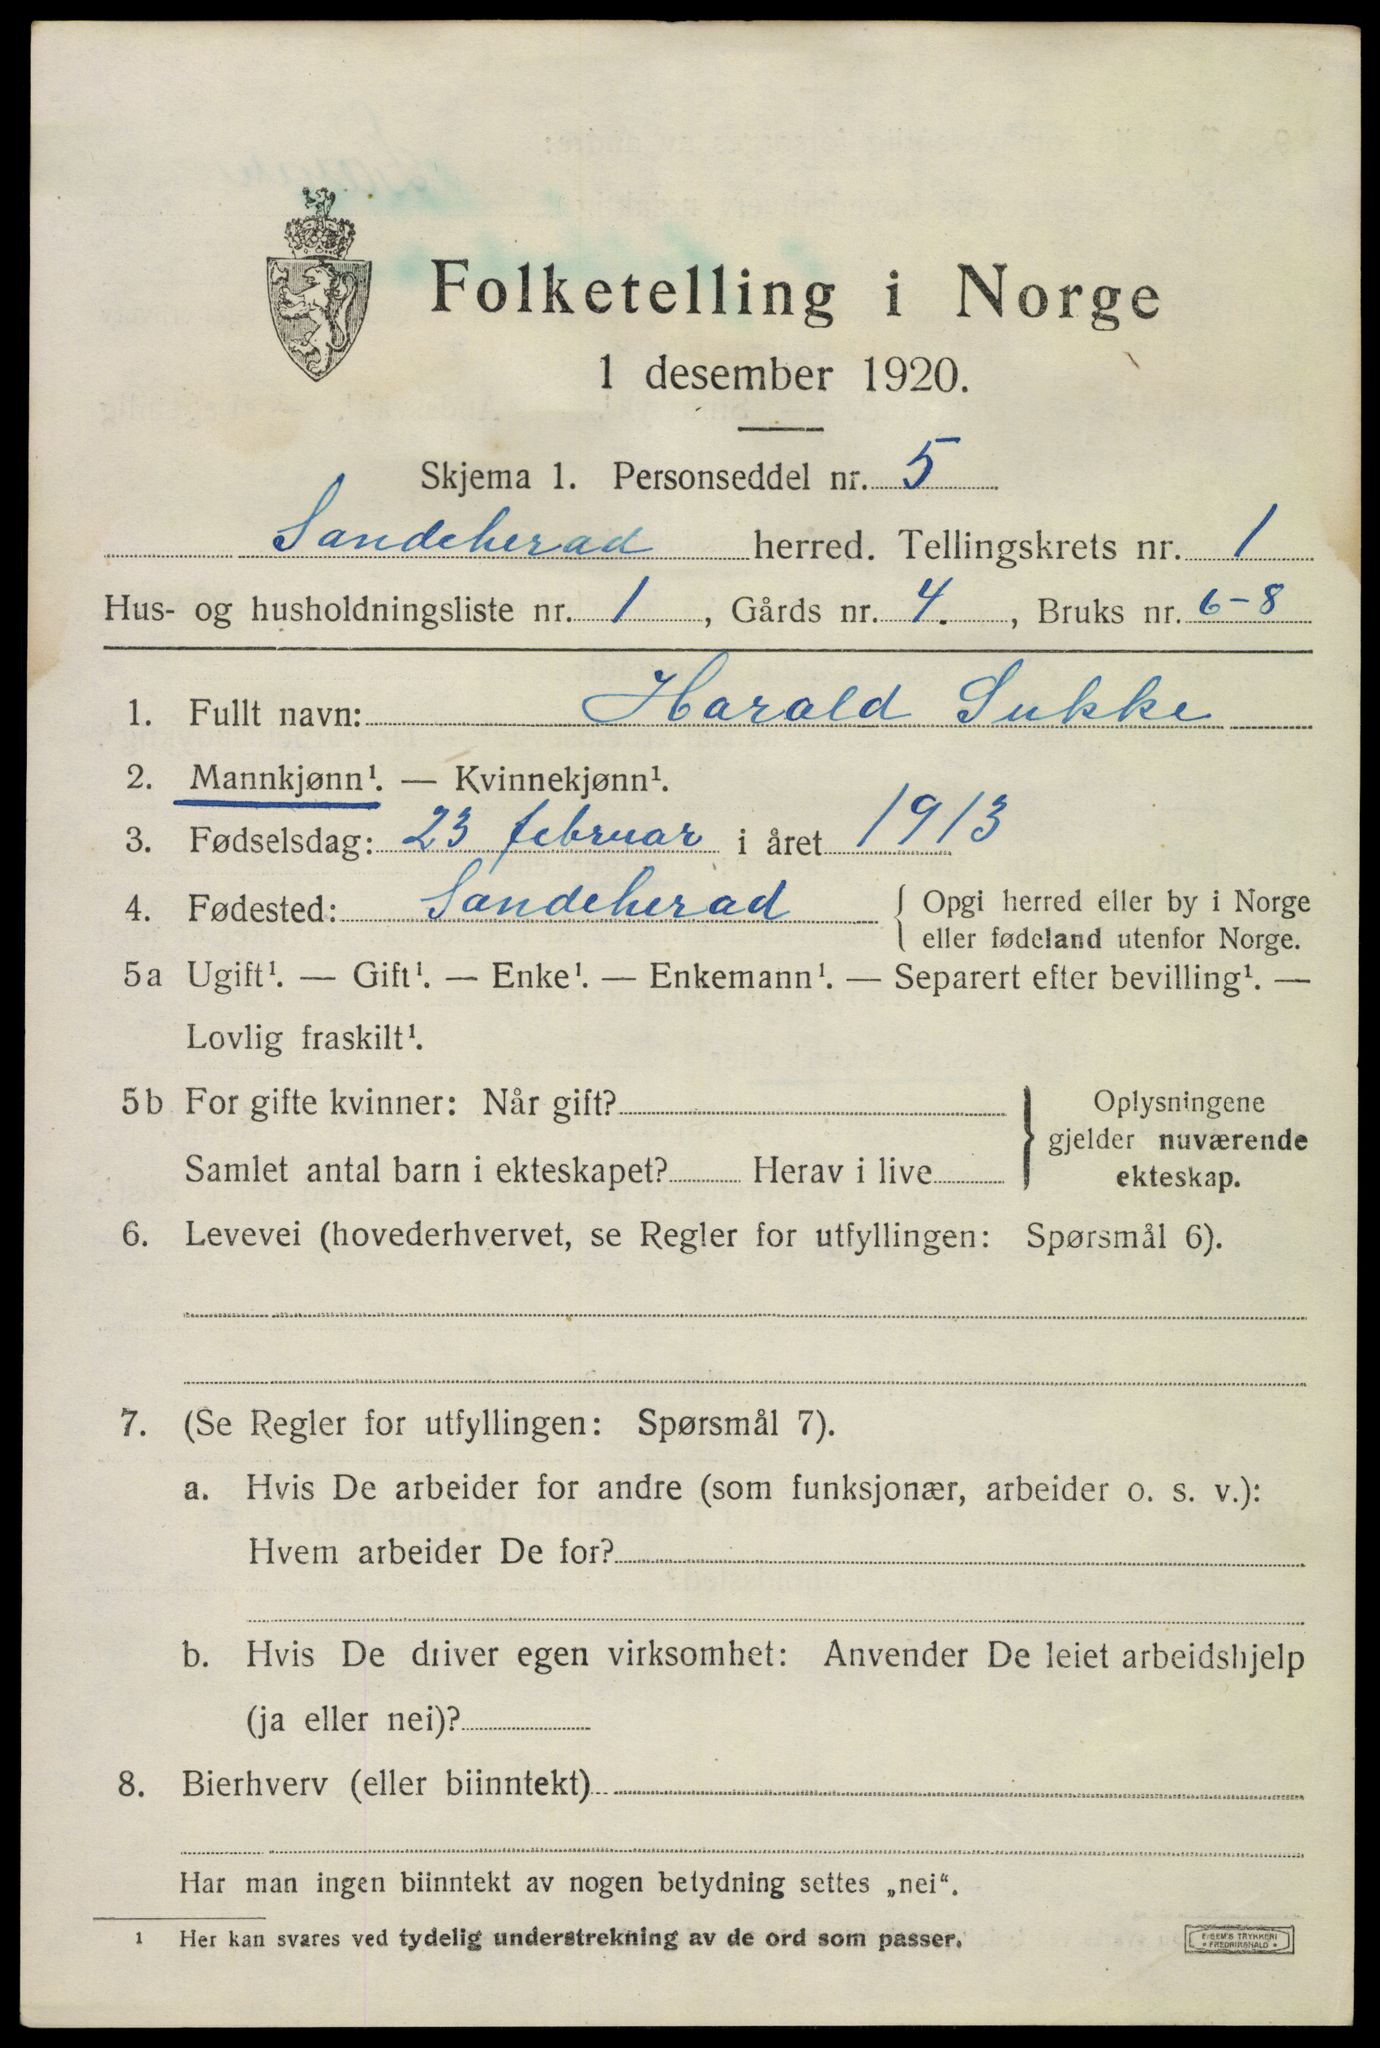 Folketelling i Norge
1 desember 1920.
Skjema 1. Personseddel nr. 5
Sandeherad herred. Tellingskrets nr. 1
Hus- og husholdningsliste nr. 1, Gårds nr. 4., Bruks nr. 6-8
1. Fullt navn: Harald Sukke
2. Mannkjønn¹. — Kvinnekjønn¹.
3. Fødselsdag: 23 februar i året 1913
4. Fødested: Sandeherad { Opgi herred eller by i Norge
eller fødeland utenfor Norge.
5a Ugift¹. — Gift¹. — Enke¹. — Enkemann¹. — Separert efter bevilling¹. —
Lovlig fraskilt¹.
5b For gifte kvinner: Når gift?
Samlet antal barn i ekteskapet? Herav i live
} Oplysningene
gjelder nuværende
ekteskap.
6. Levevei (hovederhvervet, se Regler for utfyllingen: Spørsmål 6).
7. (Se Regler for utfyllingen: Spørsmål 7).
a. Hvis De arbeider for andre (som funksjonær, arbeider o. s. v.):
Hvem arbeider De for?
b. Hvis De driver egen virksomhet: Anvender De leiet arbeidshjelp
(ja eller nei)?
8. Bierhverv (eller biinntekt)
Har man ingen biinntekt av nogen betydning settes „nei“.
1 Her kan svares ved tydelig understrekning av de ord som passer.
TRYKKERI
FREDRIKSHALD